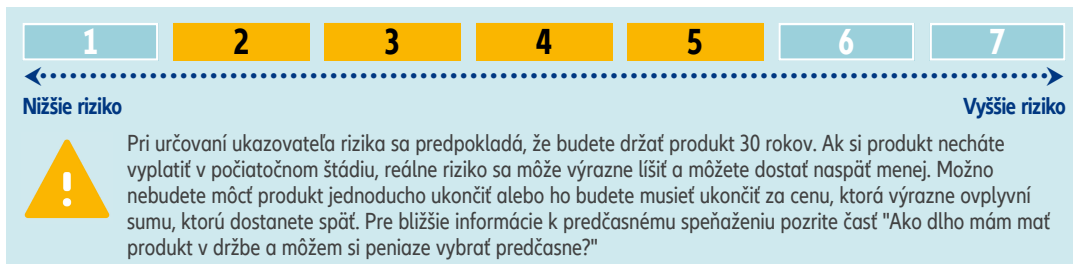 1 2 3 4 5 6 7
Nižšie riziko Vyššie riziko
Pri určovaní ukazovateľa rizika sa predpokladá, že budete držať produkt 30 rokov. Ak si produkt necháte
vyplatiť v počiatočnom štádiu, reálne riziko sa môže výrazne líšiť a môžete dostať naspäť menej. Možno
nebudete môcť produkt jednoducho ukončiť alebo ho budete musieť ukončiť za cenu, ktorá výrazne ovplyvní
sumu, ktorú dostanete späť. Pre bližšie informácie k predčasnému speňaženiu pozrite časť "Ako dlho mám mať
produkt v držbe a môžem si peniaze vybrať predčasne?"